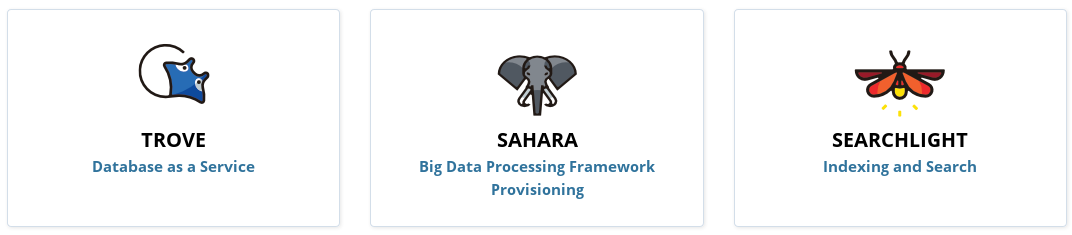 TROVE
Database as a Service
SAHARA
Big Data Processing Framework
Provisioning
SEARCHLIGHT
Indexing and Search